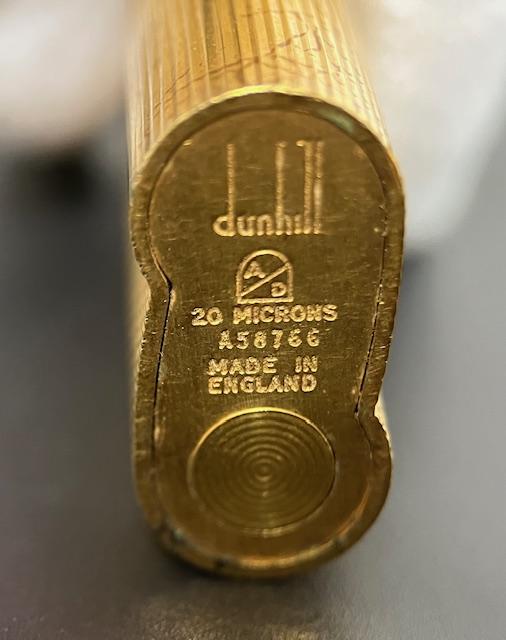 dunhill
A
D
20 MICRONS
A58766
MADE IN
ENGLAND